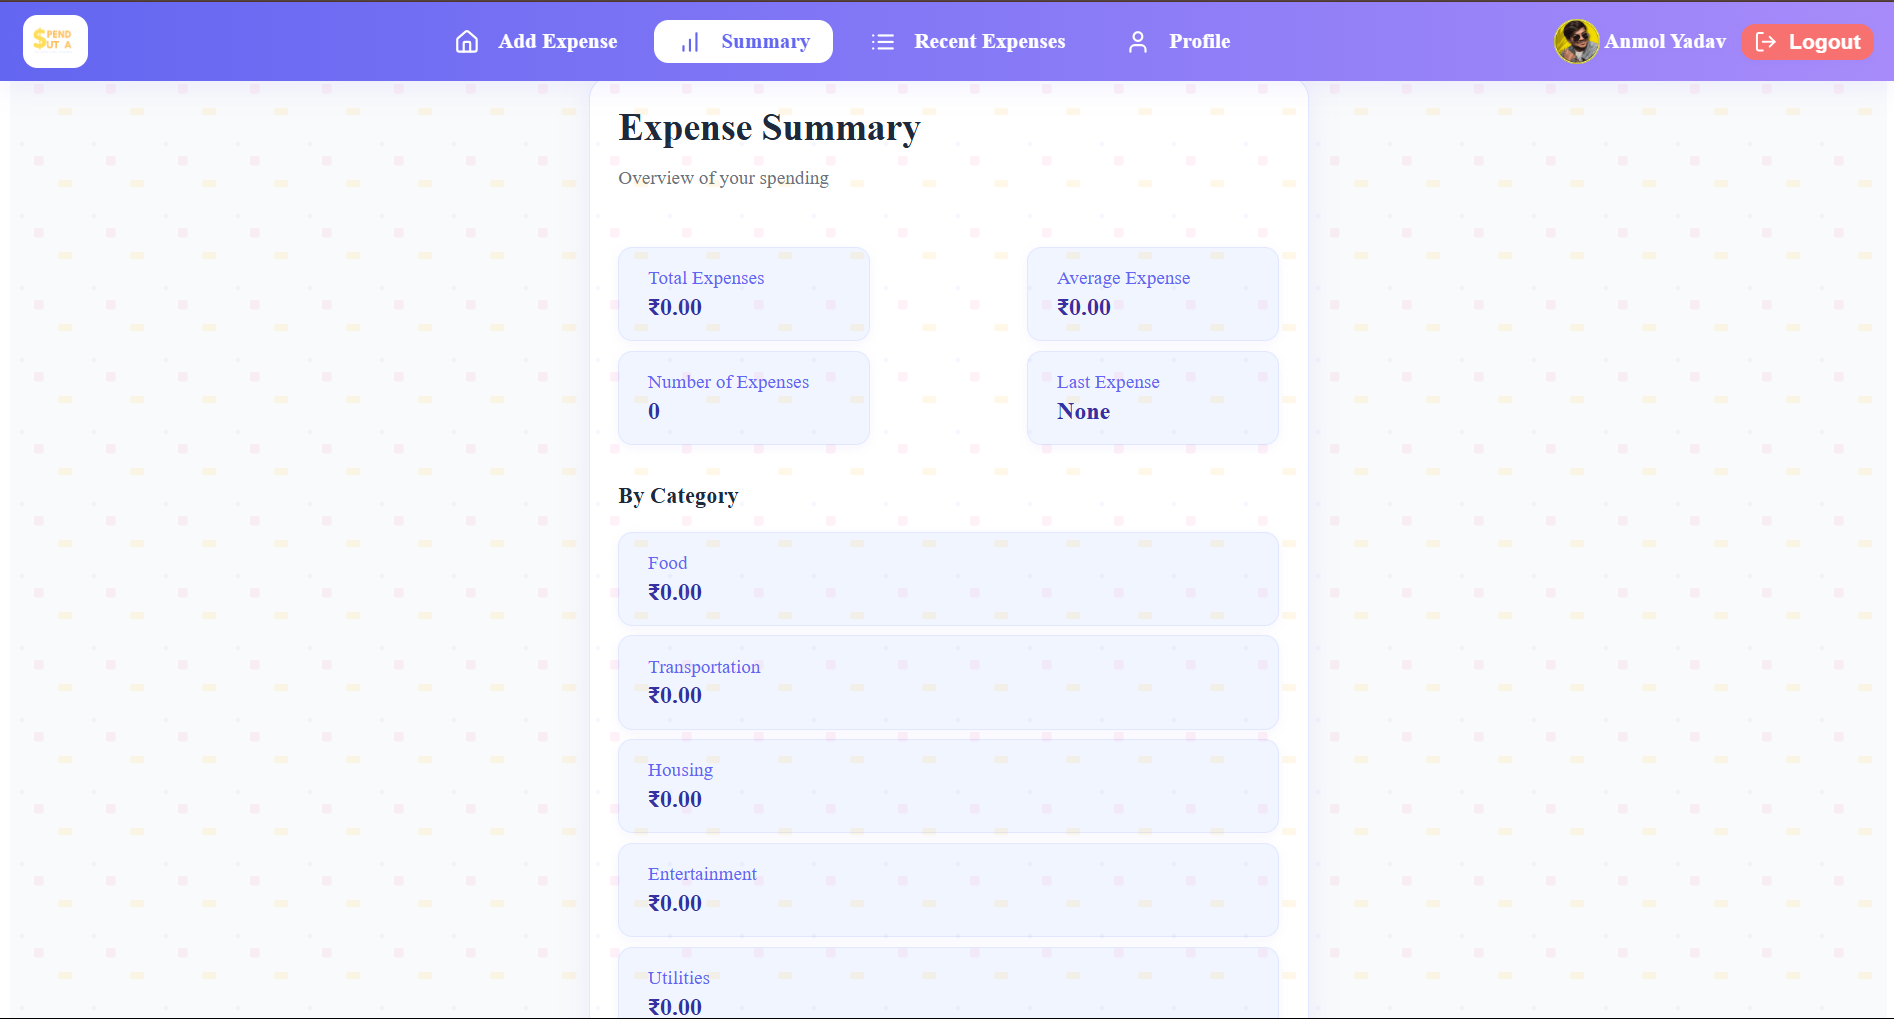 $PEND
UT A
Add Expense
Summary
Recent Expenses
Profile
Anmol Yadav
Logout
Expense Summary
Overview of your spending
Total Expenses
₹0.00
Average Expense
₹0.00
Number of Expenses
0
Last Expense
None
By Category
Food
₹0.00
Transportation
₹0.00
Housing
₹0.00
Entertainment
₹0.00
Utilities
₹0.00